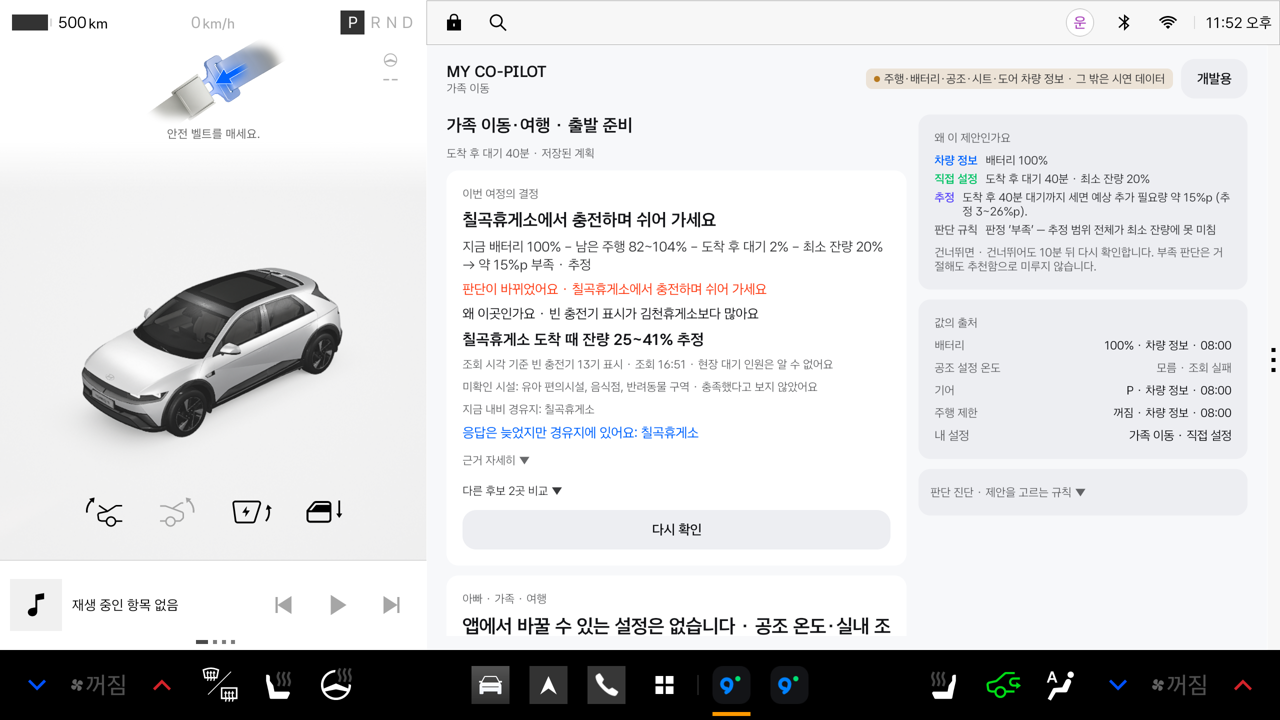 500 km
0 km/h
P R N D
안전 벨트를 매세요.
재생 중인 항목 없음
운
11:52 오후
MY CO-PILOT
가족 이동
주행·배터리·공조·시트·도어 차량 정보 · 그 밖은 시연 데이터
개발용
가족 이동·여행 · 출발 준비
도착 후 대기 40분 · 저장된 계획
이번 여정의 결정
칠곡휴게소에서 충전하며 쉬어 가세요
지금 배터리 100% − 남은 주행 82~104% − 도착 후 대기 2% − 최소 잔량 20%
→ 약 15%p 부족 · 추정
판단이 바뀌었어요 · 칠곡휴게소에서 충전하며 쉬어 가세요
왜 이곳인가요 · 빈 충전기 표시가 김천휴게소보다 많아요
칠곡휴게소 도착 때 잔량 25~41% 추정
조회 시각 기준 빈 충전기 13기 표시 · 조회 16:51 · 현장 대기 인원은 알 수 없어요
미확인 시설: 유아 편의시설, 음식점, 반려동물 구역 · 충족했다고 보지 않았어요
지금 내비 경유지: 칠곡휴게소
응답은 늦었지만 경유지에 있어요: 칠곡휴게소
근거 자세히 ▼
다른 후보 2곳 비교 ▼
다시 확인
아빠 · 가족 · 여행
앱에서 바꿀 수 있는 설정은 없습니다 · 공조 온도·실내 조
왜 이 제안인가요
차량 정보 배터리 100%
직접 설정 도착 후 대기 40분 · 최소 잔량 20%
추정 도착 후 40분 대기까지 세면 예상 추가 필요량 약 15%p (추
정 3~26%p).
판단 규칙 판정 ‘부족’ — 추정 범위 전체가 최소 잔량에 못 미침
건너뛰면 · 건너뛰어도 10분 뒤 다시 확인합니다. 부족 판단은 거
절해도 추천함으로 미루지 않습니다.
값의 출처
배터리 100% · 차량 정보 · 08:00
공조 설정 온도 모름 · 조회 실패
기어 P · 차량 정보 · 08:00
주행 제한 꺼짐 · 차량 정보 · 08:00
내 설정 가족 이동 · 직접 설정
판단 진단 · 제안을 고르는 규칙 ▼
꺼짐
A
꺼짐